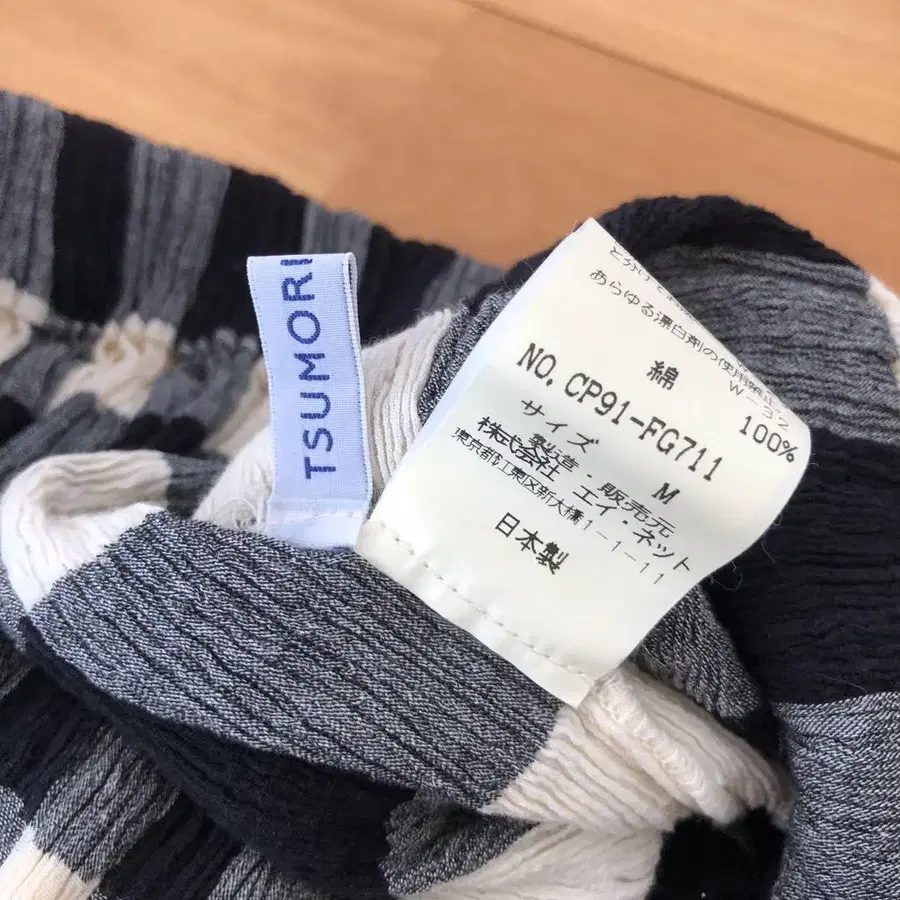 TSUMORI
あらゆる漂白剤の使用禁止
W-32
綿 100%
NO.CP91-FG711
サイズ M
製造・販売元
株式会社 エイ・ネット
東京都江東区新大橋1-1-11
日本製